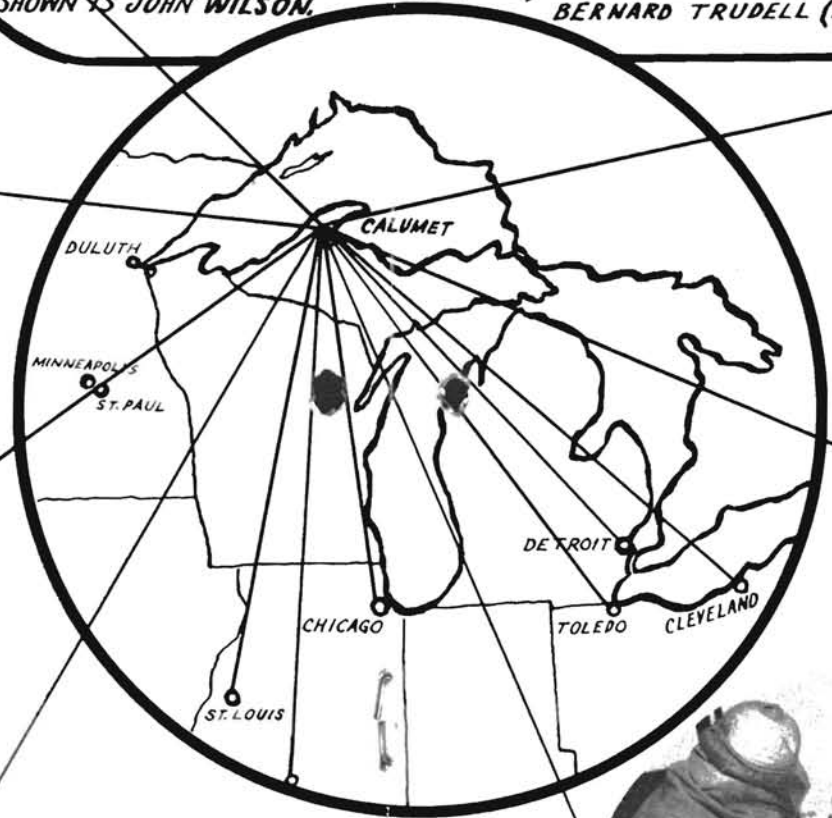 SHOWN IS JOHN WILSON.
BERNARD TRUDELL (
CALUMET
DULUTH
MINNEAPOLIS
ST. PAUL
DETROIT
CHICAGO
TOLEDO
CLEVELAND
ST. LOUIS